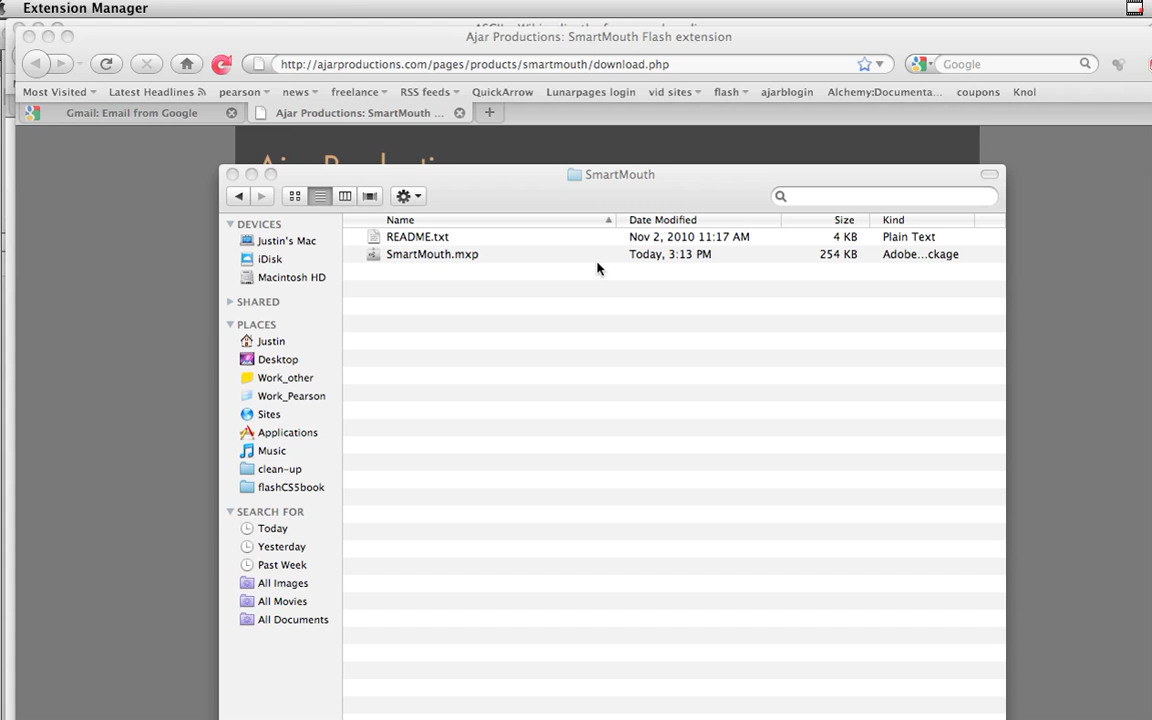 Extension Manager
Ajar Productions: SmartMouth Flash extension
http://ajarproductions.com/pages/products/smartmouth/download.php
Google
Most Visited Latest Headlines pearson news freelance RSS feeds QuickArrow Lunarpages login vid sites flash ajarblogin Alchemy:Documenta... coupons Knol
Gmail: Email from Google Ajar Productions: SmartMouth ...
SmartMouth
Name Date Modified Size Kind
README.txt Nov 2, 2010 11:17 AM 4 KB Plain Text
SmartMouth.mxp Today, 3:13 PM 254 KB Adobe...ckage
DEVICES
Justin's Mac
iDisk
Macintosh HD
SHARED
PLACES
Justin
Desktop
Work_other
Work_Pearson
Sites
Applications
Music
clean-up
flashCS5book
SEARCH FOR
Today
Yesterday
Past Week
All Images
All Movies
All Documents